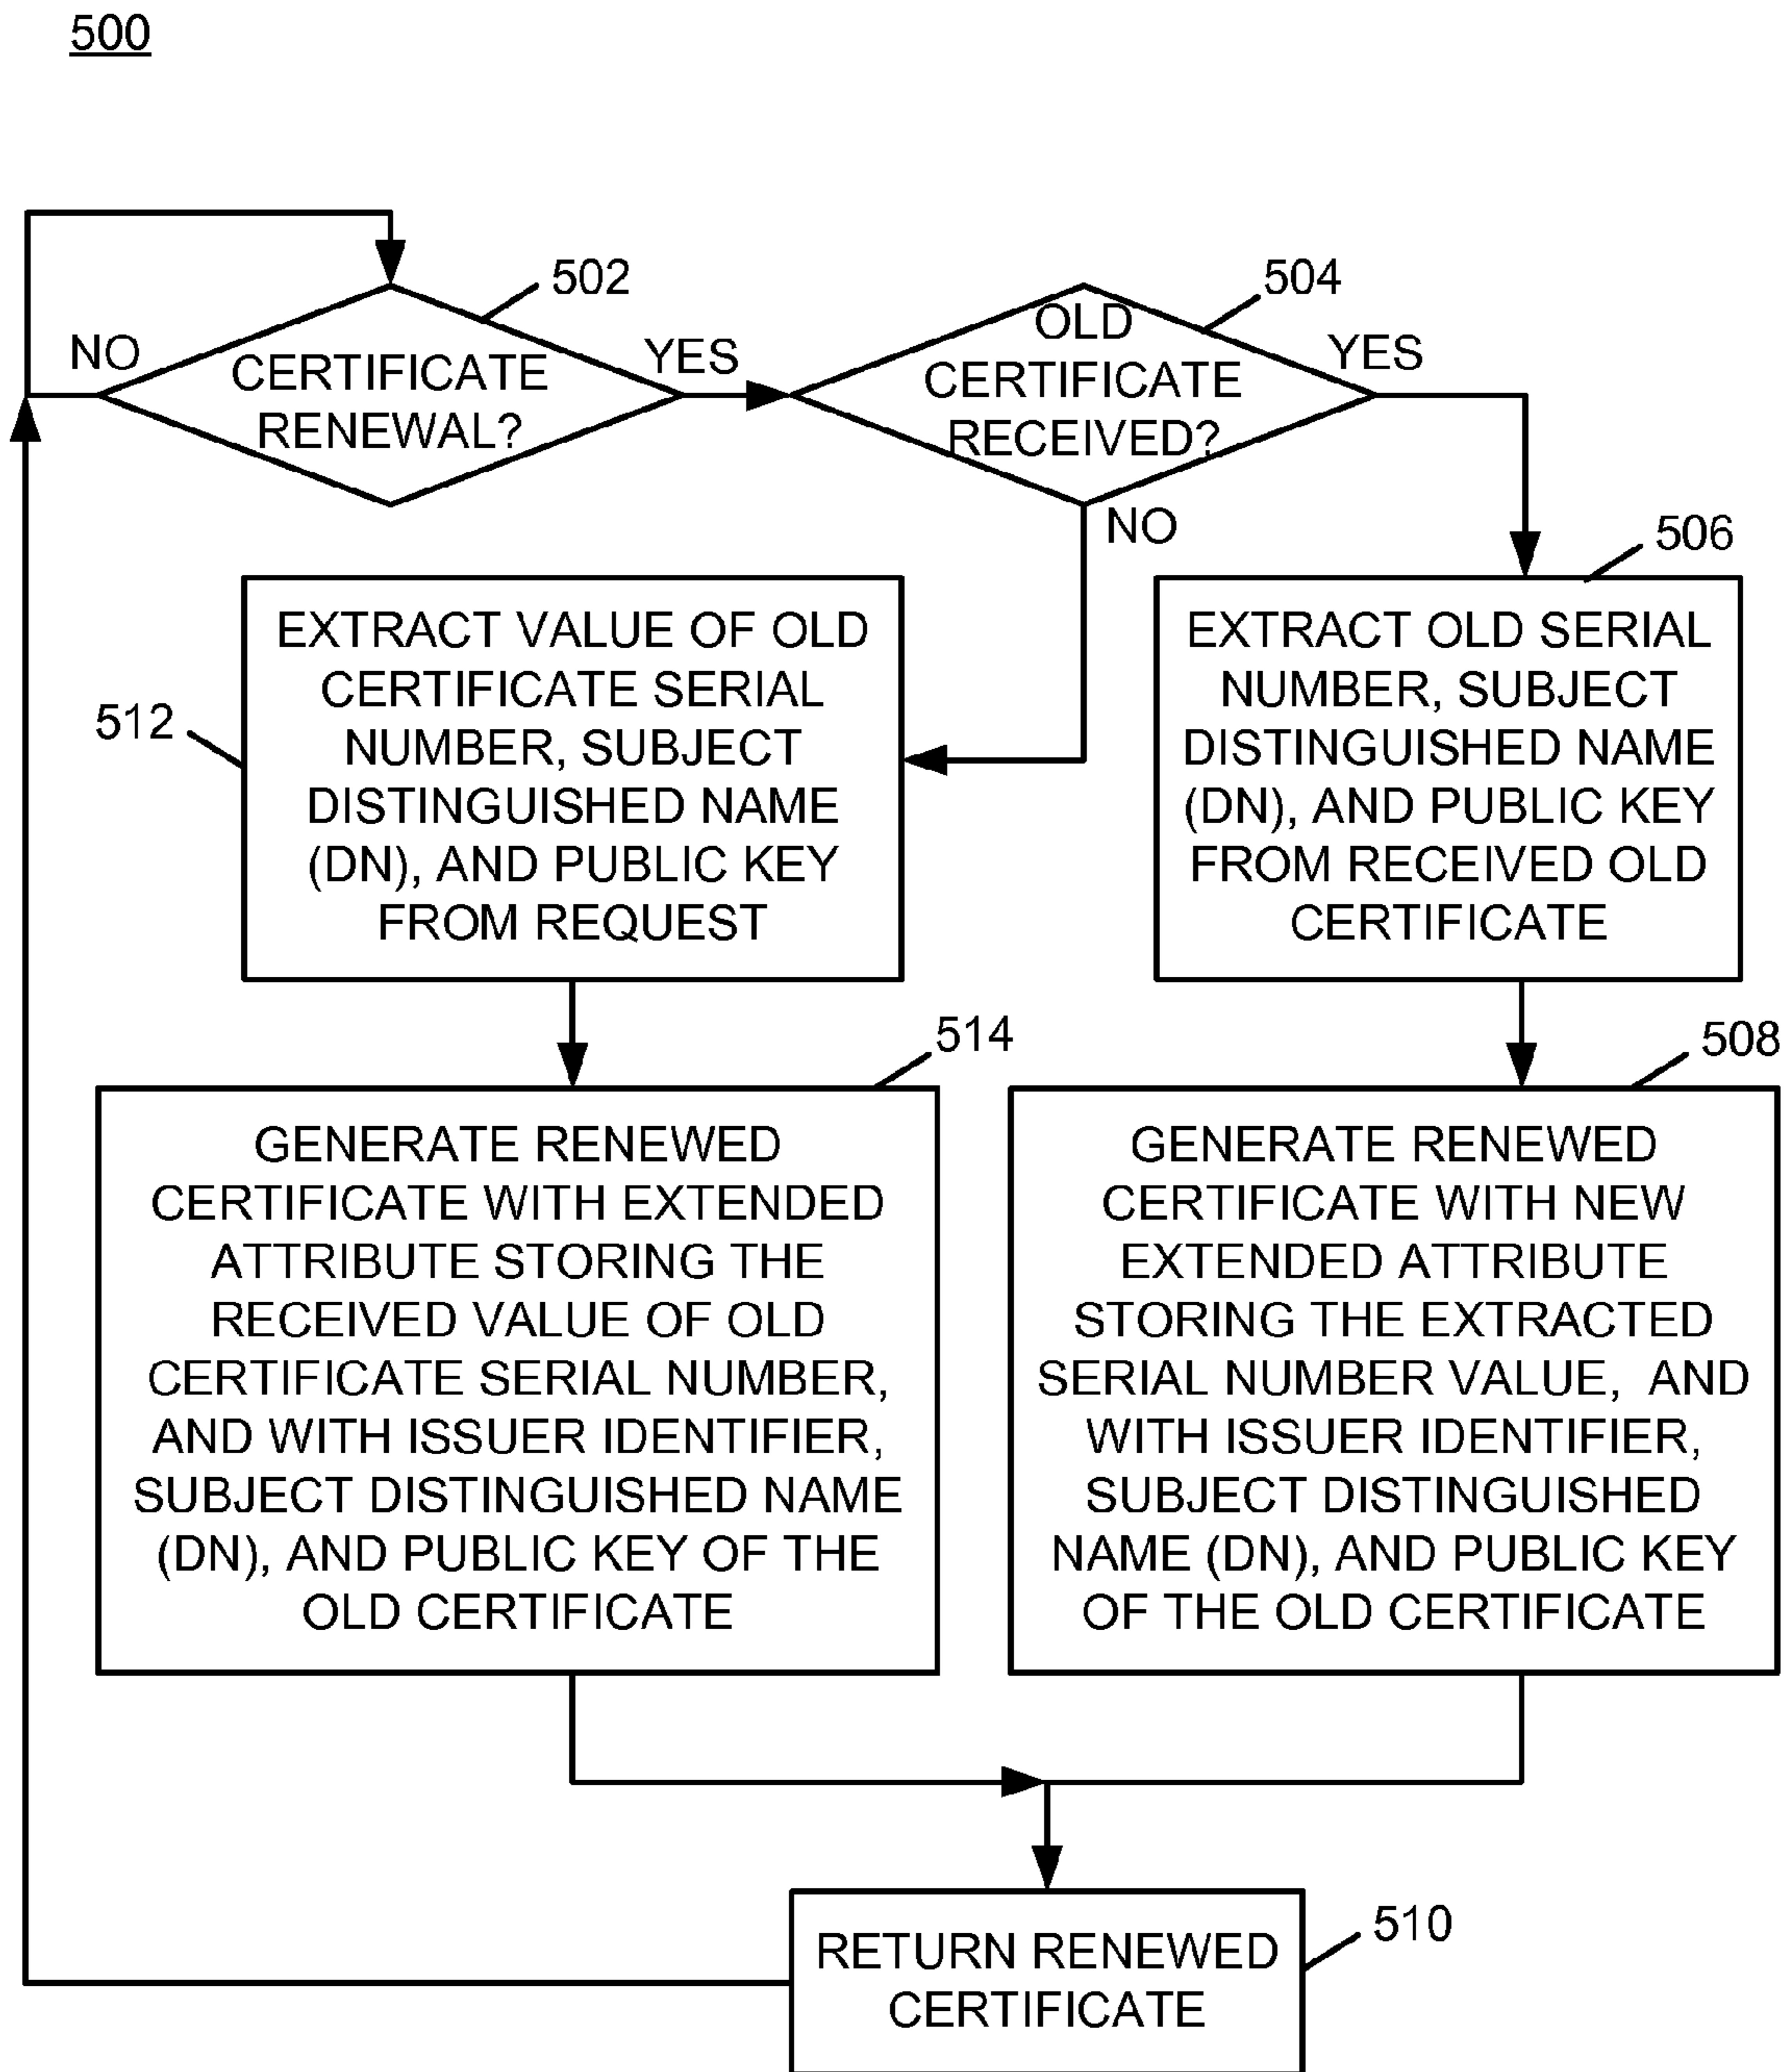 500
502
NO
CERTIFICATE
RENEWAL?
YES
504
OLD
CERTIFICATE
RECEIVED?
YES
NO
506
EXTRACT OLD SERIAL
NUMBER, SUBJECT
DISTINGUISHED NAME
(DN), AND PUBLIC KEY
FROM RECEIVED OLD
CERTIFICATE
512
EXTRACT VALUE OF OLD
CERTIFICATE SERIAL
NUMBER, SUBJECT
DISTINGUISHED NAME
(DN), AND PUBLIC KEY
FROM REQUEST
514
GENERATE RENEWED
CERTIFICATE WITH EXTENDED
ATTRIBUTE STORING THE
RECEIVED VALUE OF OLD
CERTIFICATE SERIAL NUMBER,
AND WITH ISSUER IDENTIFIER,
SUBJECT DISTINGUISHED NAME
(DN), AND PUBLIC KEY OF THE
OLD CERTIFICATE
508
GENERATE RENEWED
CERTIFICATE WITH NEW
EXTENDED ATTRIBUTE
STORING THE EXTRACTED
SERIAL NUMBER VALUE, AND
WITH ISSUER IDENTIFIER,
SUBJECT DISTINGUISHED
NAME (DN), AND PUBLIC KEY
OF THE OLD CERTIFICATE
510
RETURN RENEWED
CERTIFICATE